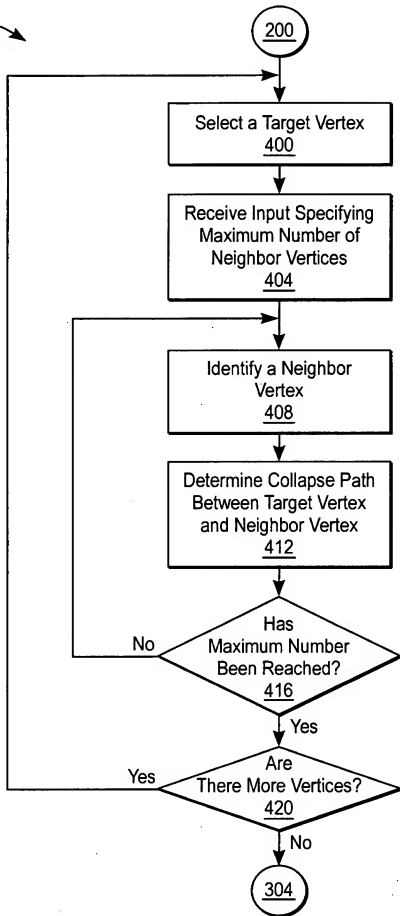 200
Select a Target Vertex
400
Receive Input Specifying
Maximum Number of
Neighbor Vertices
404
Identify a Neighbor
Vertex
408
Determine Collapse Path
Between Target Vertex
and Neighbor Vertex
412
Has
Maximum Number
Been Reached?
416
No
Yes
Are
There More Vertices?
420
Yes
No
304